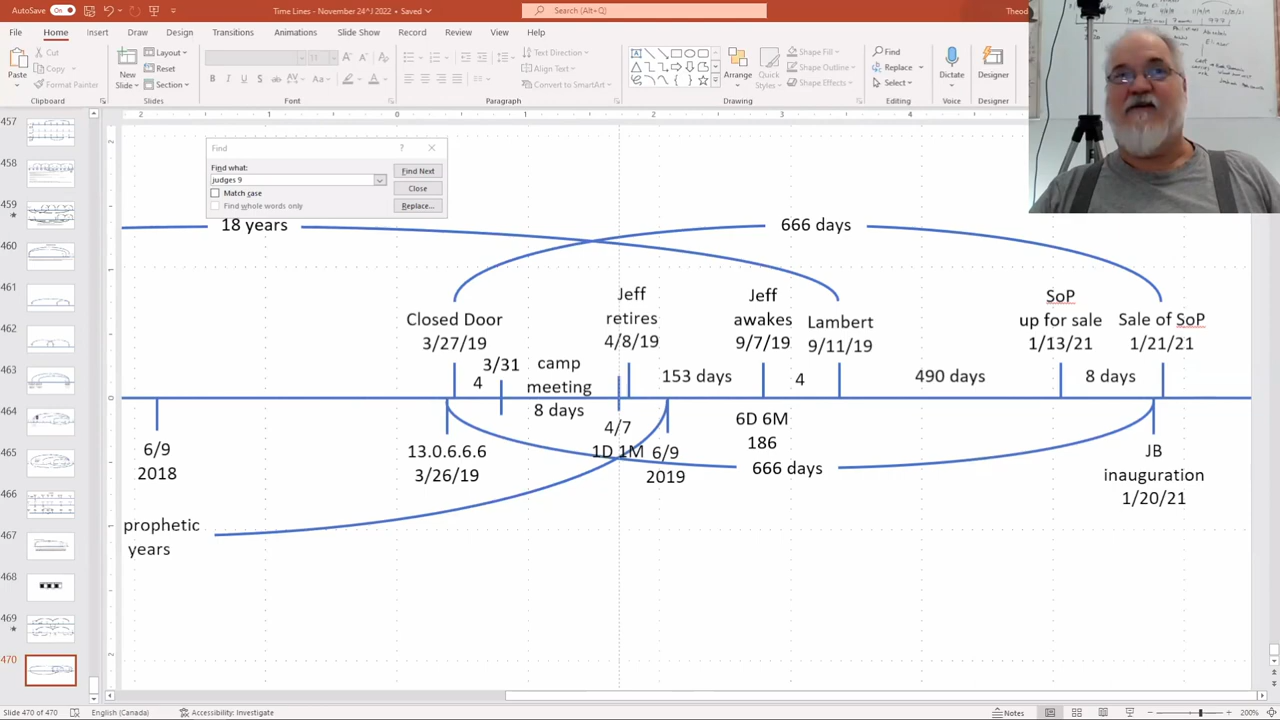 AutoSave On
Time Lines - November 24^J 2022 • Saved
Search (Alt+Q)
Theod
File Home Insert Draw Design Transitions Animations Slide Show Record Review View Help
Paste
Cut
Copy
Format Painter
Clipboard
New
Slide
Layout
Reset
Section
Slides
Font
Text Direction
Align Text
Convert to SmartArt
Paragraph
Arrange
Quick
Styles
Shape Fill
Shape Outline
Shape Effects
Drawing
Find
Replace
Select
Editing
Dictate
Voice
Designer
Designer
457
458
459
460
461
462
463
464
465
466
467
468
469
470
Find ?
Find what:
judges 9
Match case
Find whole words only
Find Next
Close
Replace...
18 years
666 days
Closed Door
3/27/19
3/31
4
camp
meeting
8 days
Jeff
retires
4/8/19
153 days
Jeff
awakes
9/7/19
4
Lambert
9/11/19
490 days
SoP
up for sale
1/13/21
8 days
Sale of SoP
1/21/21
6/9
2018
13.0.6.6.6
3/26/19
4/7
1D 1M
6/9
2019
6D 6M
186
666 days
JB
inauguration
1/20/21
prophetic
years
Slide 470 of 470
English (Canada)
Accessibility: Investigate
Notes
200%